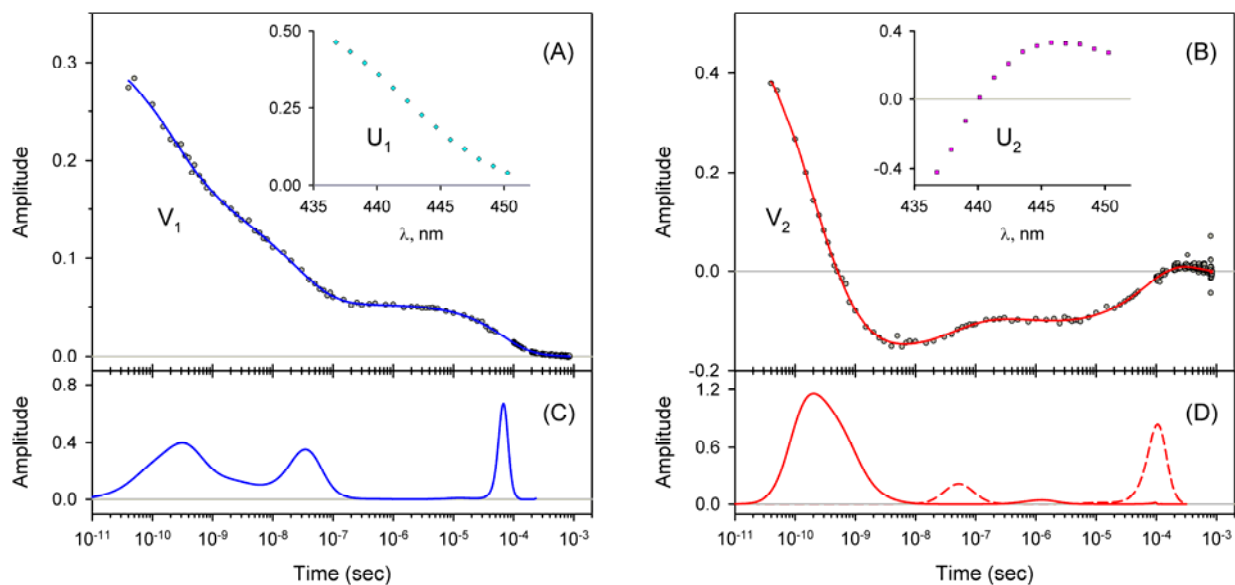 0.50
(A)
0.3
0.25
U1
0.2
0.00
435 440 445 450
λ, nm
V1
Amplitude
0.1
0.0
0.8
(C)
0.4
Amplitude
0.0
10-11 10-10 10-9 10-8 10-7 10-6 10-5 10-4 10-3
Time (sec)
0.4
(B)
0.4
0.0
U2
-0.4
435 440 445 450
λ, nm
0.2
V2
Amplitude
0.0
-0.2
1.2
(D)
0.6
Amplitude
0.0
10-11 10-10 10-9 10-8 10-7 10-6 10-5 10-4 10-3
Time (sec)